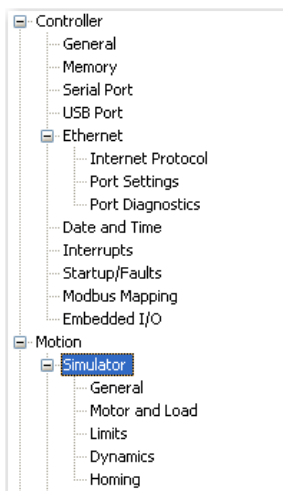 Controller
General
Memory
Serial Port
USB Port
Ethernet
Internet Protocol
Port Settings
Port Diagnostics
Date and Time
Interrupts
Startup/Faults
Modbus Mapping
Embedded I/O
Motion
Simulator
General
Motor and Load
Limits
Dynamics
Homing